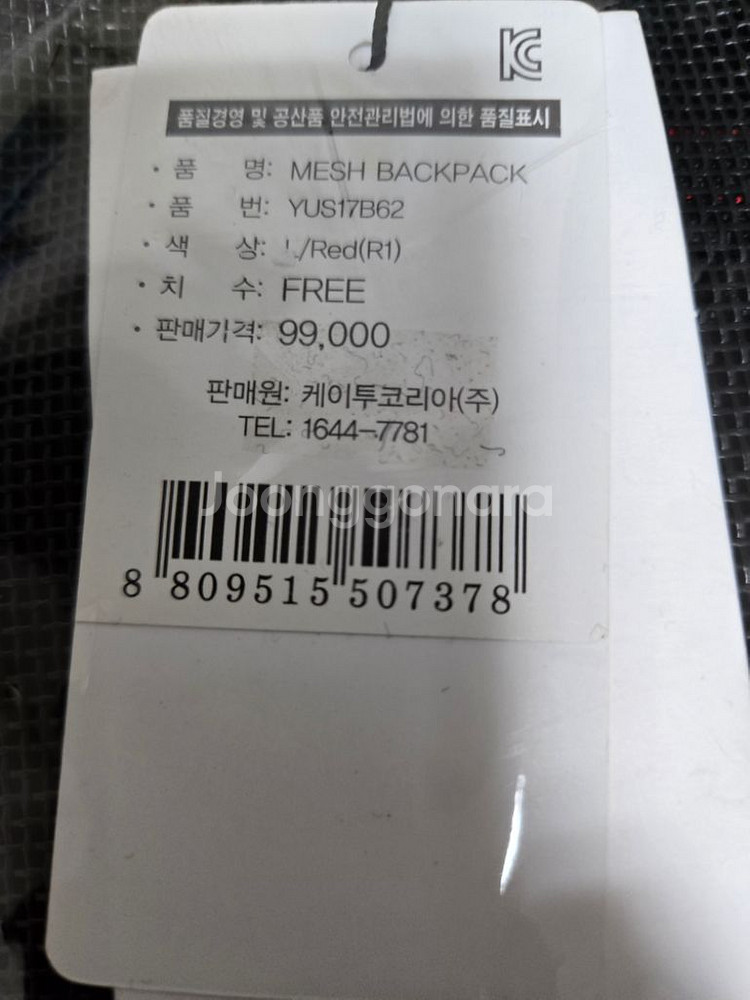 KC
품질경영 및 공산품 안전관리법에 의한 품질표시
· 품 명: MESH BACKPACK
· 품 번: YUS17B62
· 색 상: /Red(R1)
· 치 수: FREE
· 판매가격: 99,000
판매원: 케이투코리아(주)
TEL: 1644-7781
Joonggonara
8 809515 507378